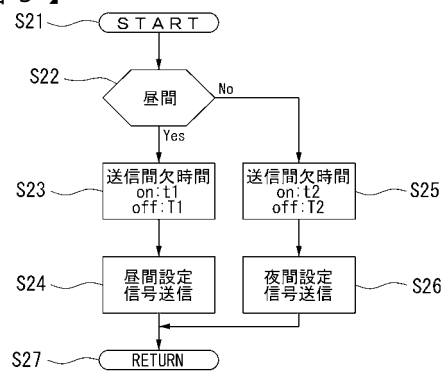 S21
START
S22
昼間
No
Yes
S23
送信間欠時間
on:t1
off:T1
送信間欠時間
on:t2
off:T2
S25
S24
昼間設定
信号送信
夜間設定
信号送信
S26
S27
RETURN